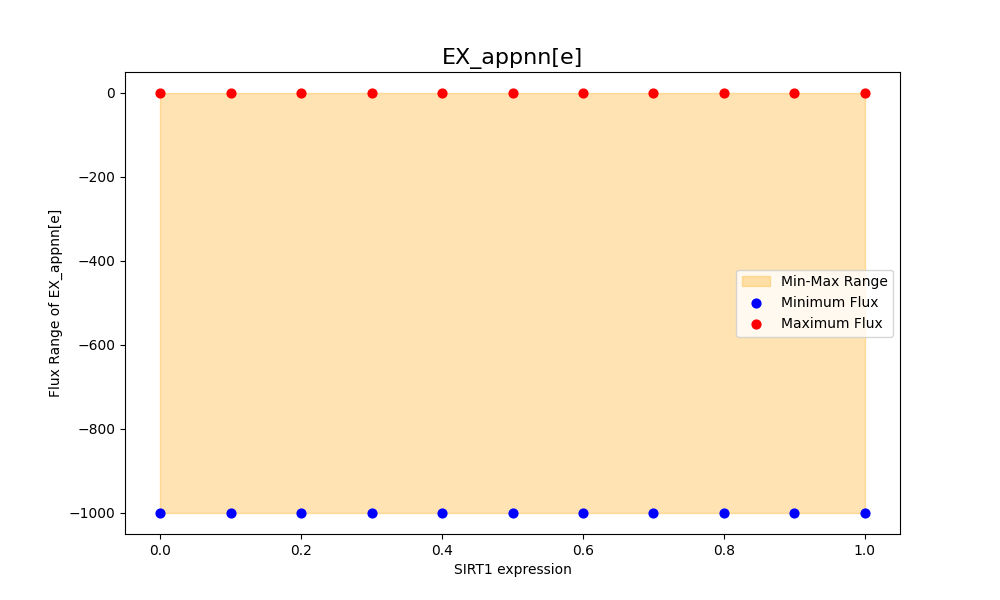 EX_appnn[e]
Flux Range of EX_appnn[e]
0
−200
−400
−600
−800
−1000
Min-Max Range
Minimum Flux
Maximum Flux
0.0 0.2 0.4 0.6 0.8 1.0
SIRT1 expression